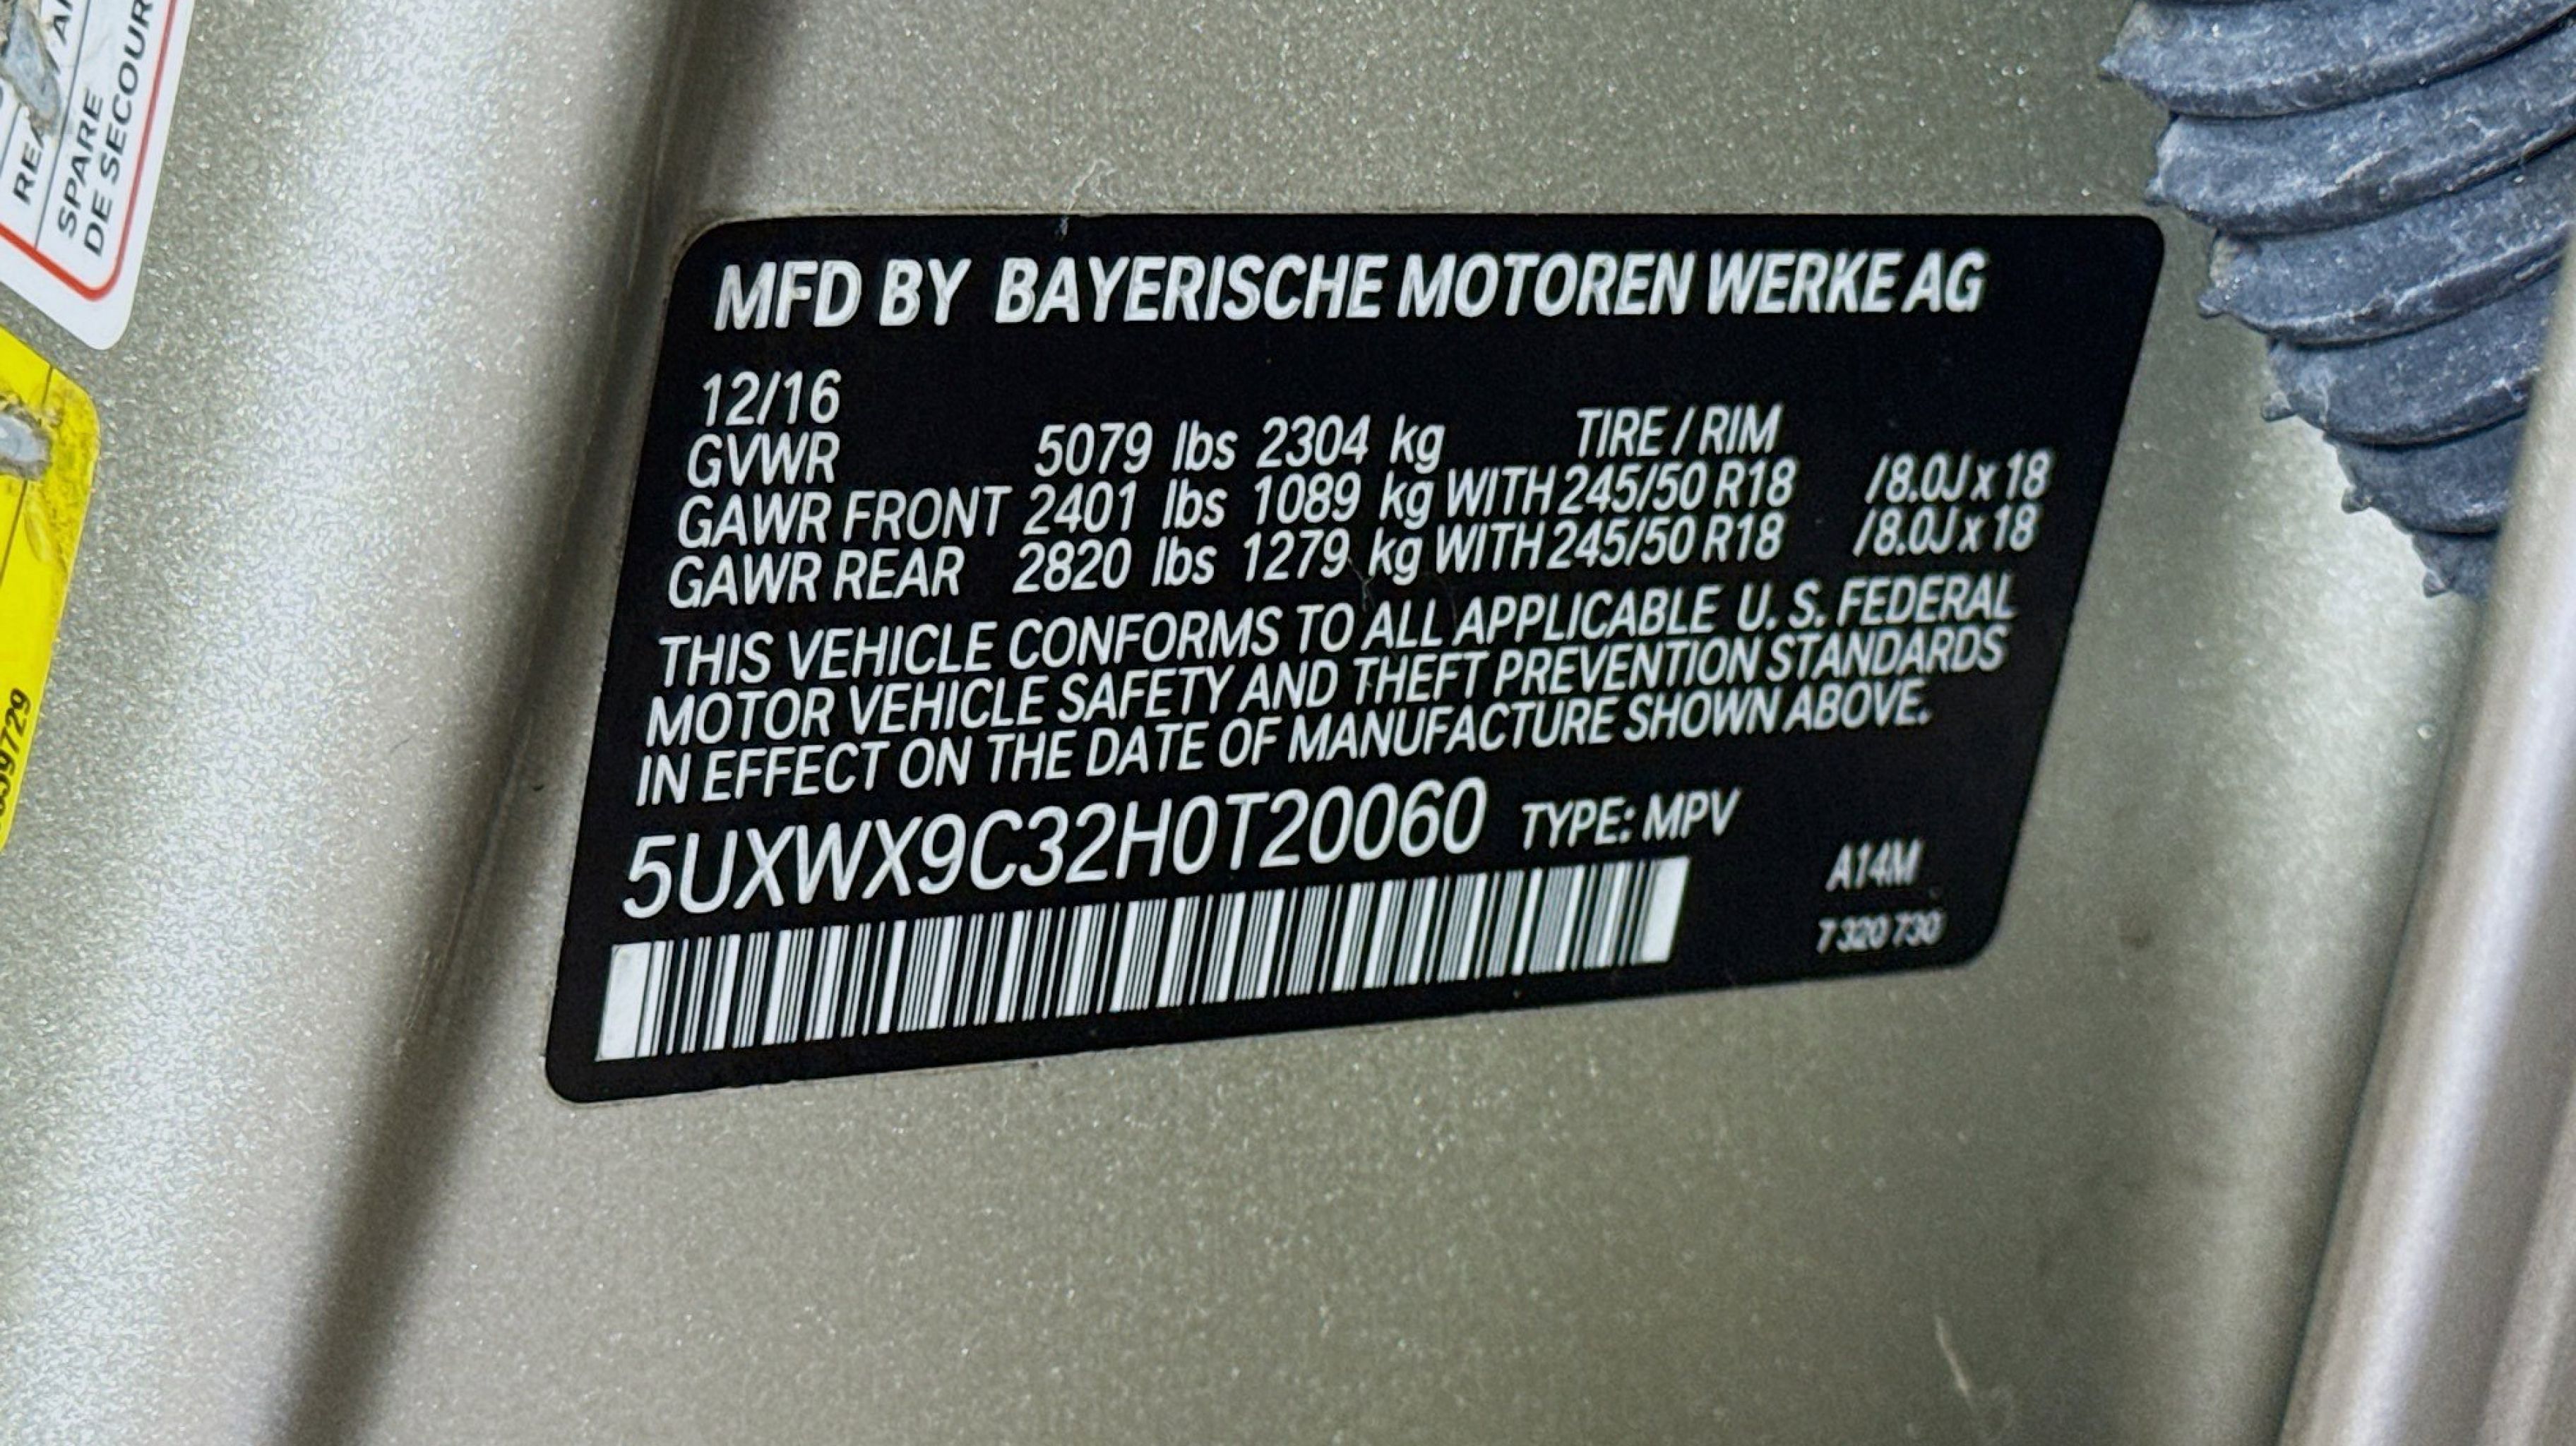 SPARE
DE SECOUR
MFD BY BAYERISCHE MOTOREN WERKE AG
12/16
GVWR 5079 lbs 2304 kg TIRE / RIM
GAWR FRONT 2401 lbs 1089 kg WITH 245/50 R18 /8.0J x 18
GAWR REAR 2820 lbs 1279 kg WITH 245/50 R18 /8.0J x 18
THIS VEHICLE CONFORMS TO ALL APPLICABLE U. S. FEDERAL
MOTOR VEHICLE SAFETY AND THEFT PREVENTION STANDARDS
IN EFFECT ON THE DATE OF MANUFACTURE SHOWN ABOVE.
5UXWX9C32H0T20060 TYPE: MPV
A14M
7 320 730